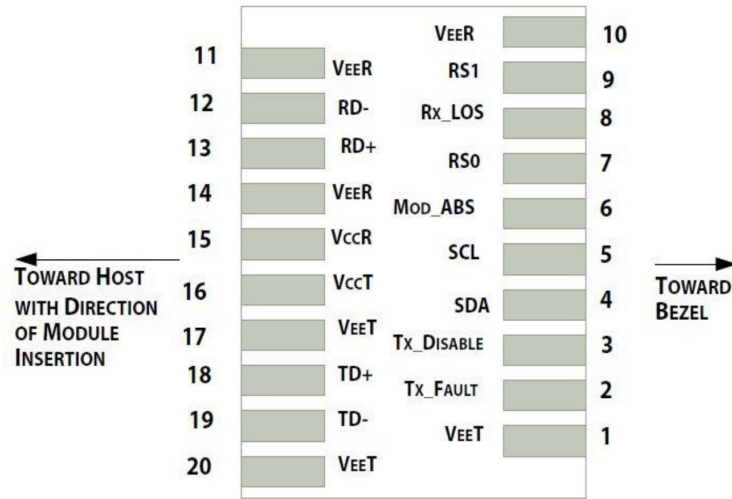 11 VEER
12 RD-
13 RD+
14 VEER
15 VCCR
16 VCCT
17 VEET
18 TD+
19 TD-
20 VEET
VEER 10
RS1 9
RX_LOS 8
RS0 7
MOD_ABS 6
SCL 5
SDA 4
TX_DISABLE 3
TX_FAULT 2
VEET 1
TOWARD HOST
WITH DIRECTION
OF MODULE
INSERTION
TOWARD
BEZEL